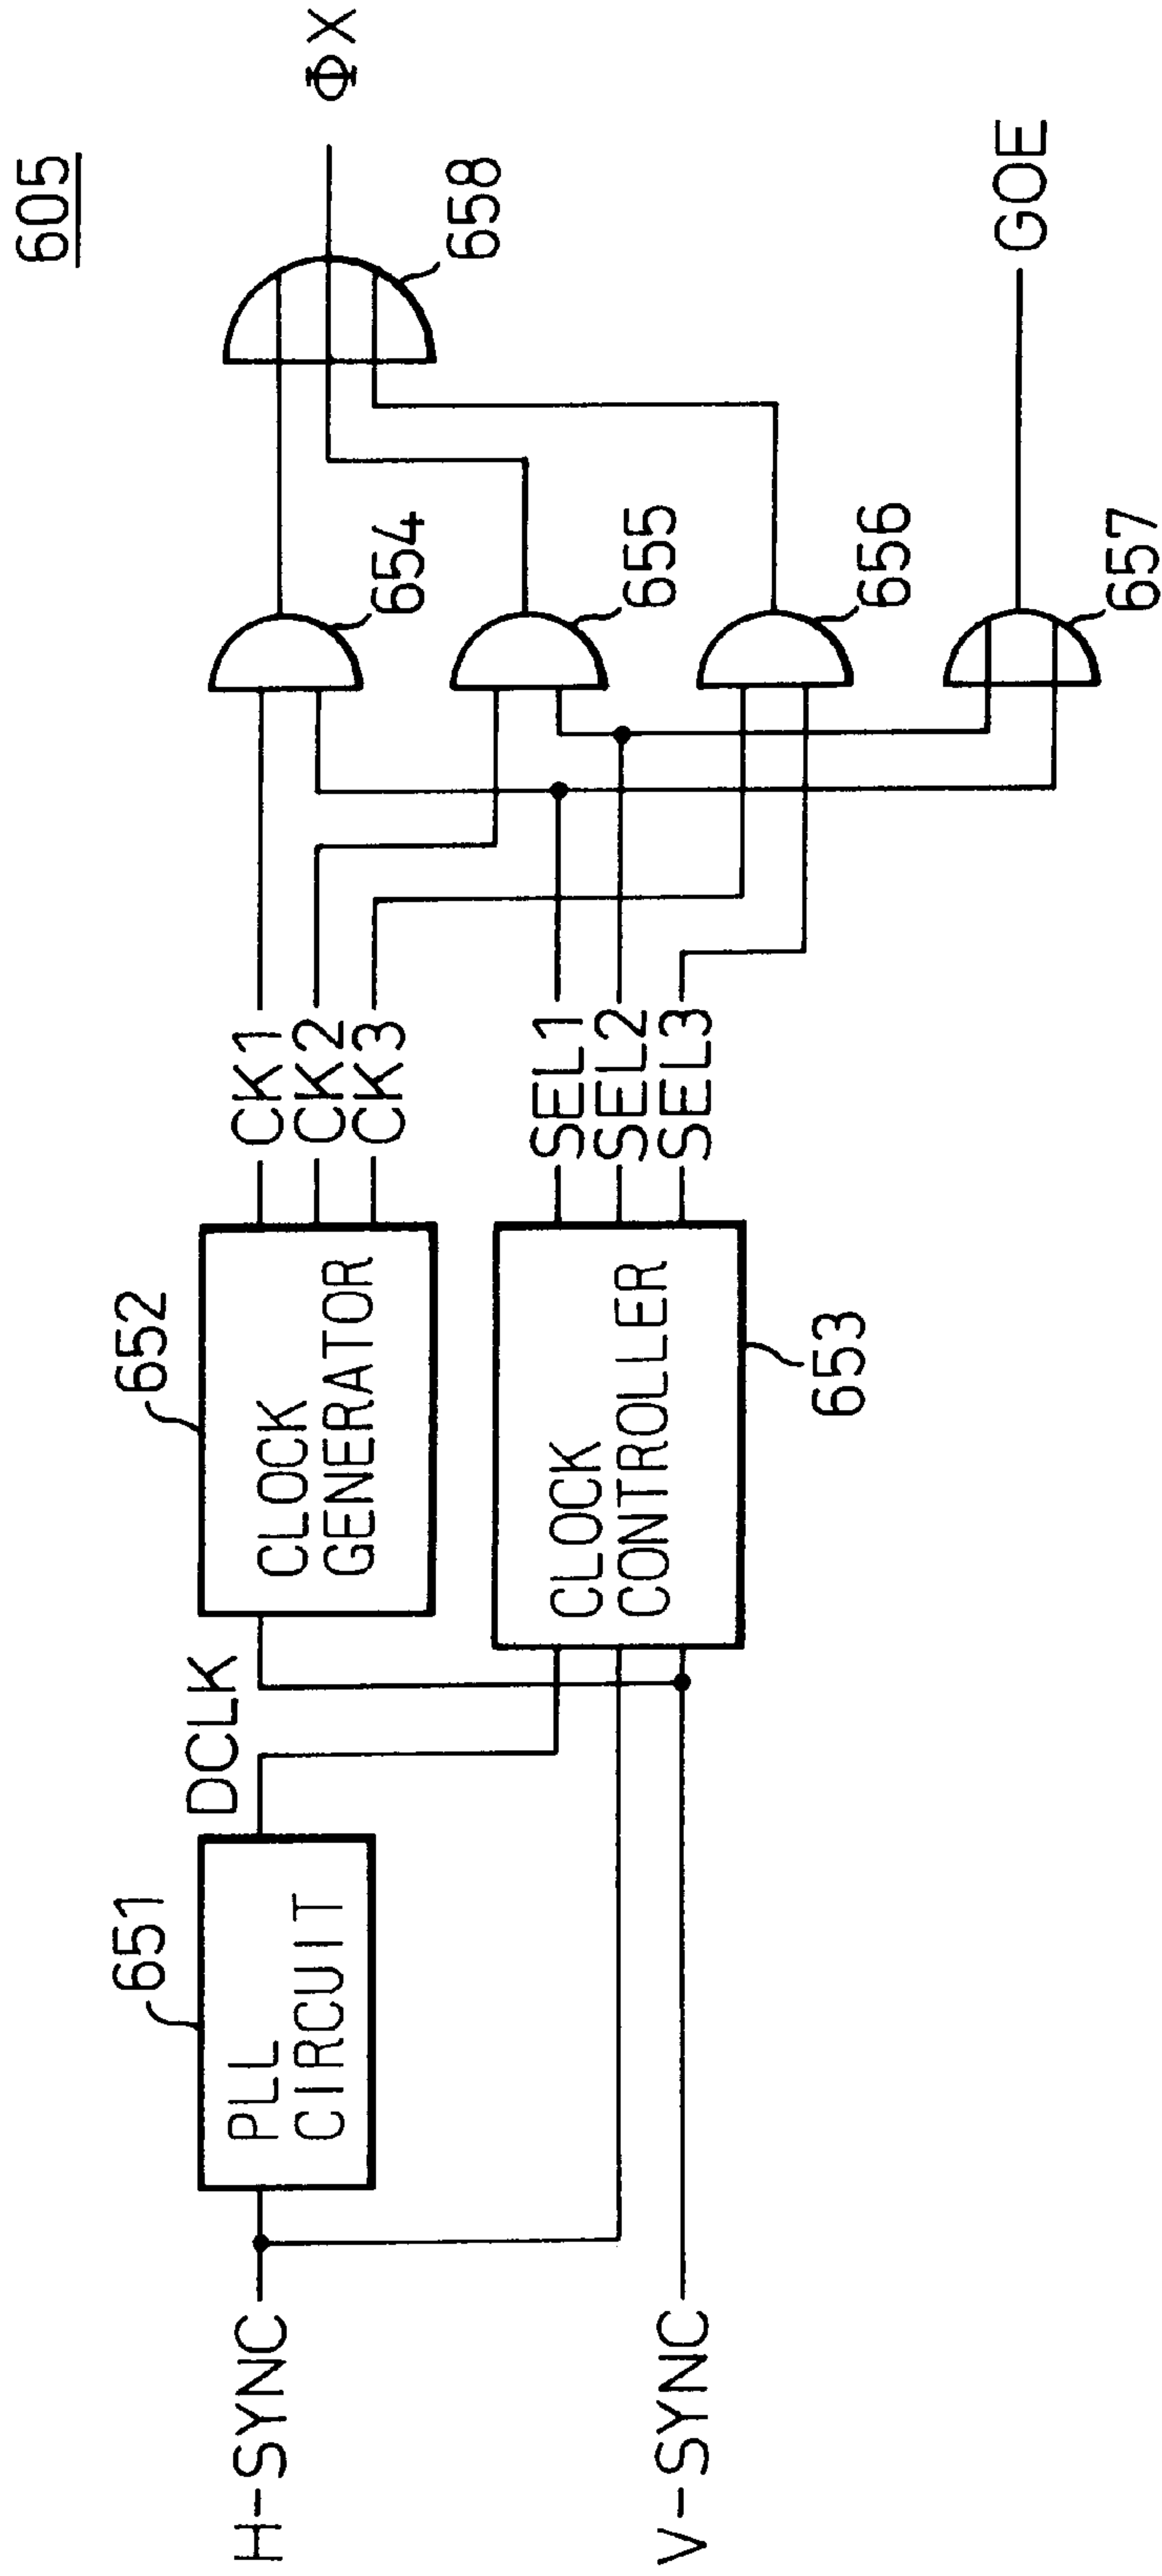 605
H-SYNC
V-SYNC
651
PLL
CIRCUIT
DCLK
652
CLOCK
GENERATOR
CLOCK
CONTROLLER
653
CK1
CK2
CK3
SEL1
SEL2
SEL3
654
655
656
657
658
ΦX
GOE